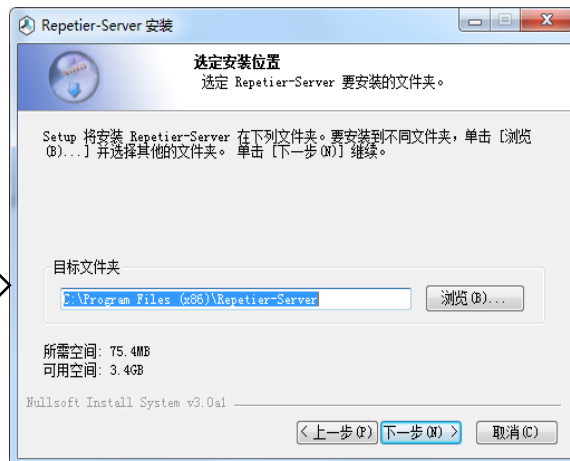 Repetier-Server 安装
选定安装位置
选定 Repetier-Server 要安装的文件夹。
Setup 将安装 Repetier-Server 在下列文件夹。要安装到不同文件夹，单击 [浏览
(B)...] 并选择其他的文件夹。 单击 [下一步(N)] 继续。
目标文件夹
C:\Program Files (x86)\Repetier-Server
浏览(B)...
所需空间: 75.4MB
可用空间: 3.4GB
Nullsoft Install System v3.0a1
< 上一步(P) 下一步(N) > 取消(C)